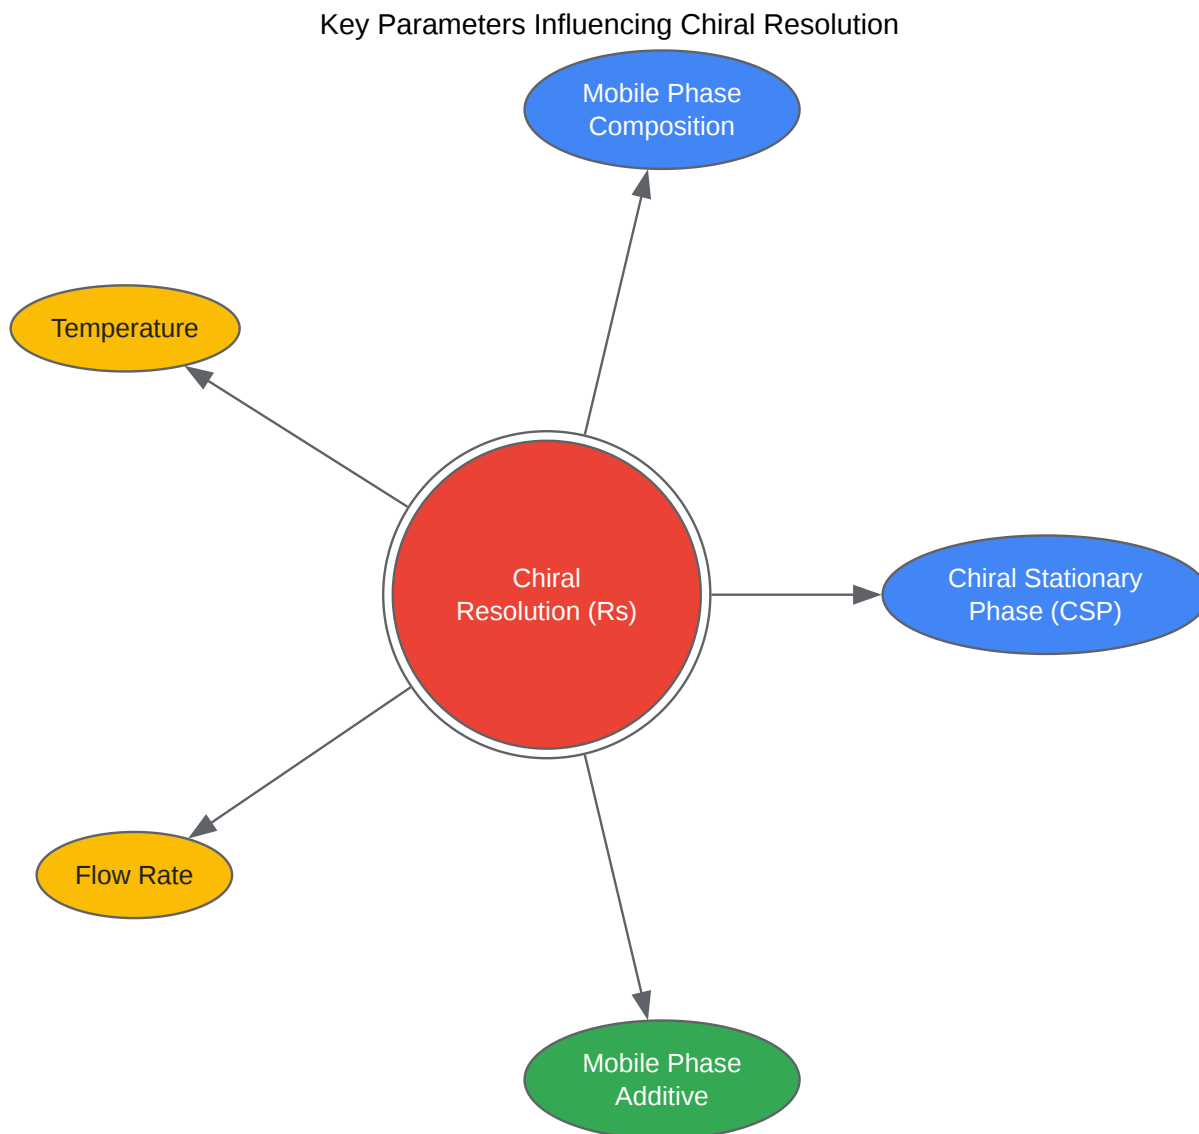 Key Parameters Influencing Chiral Resolution
Mobile Phase
Composition
Temperature
Chiral
Resolution (Rs)
Chiral Stationary
Phase (CSP)
Flow Rate
Mobile Phase
Additive